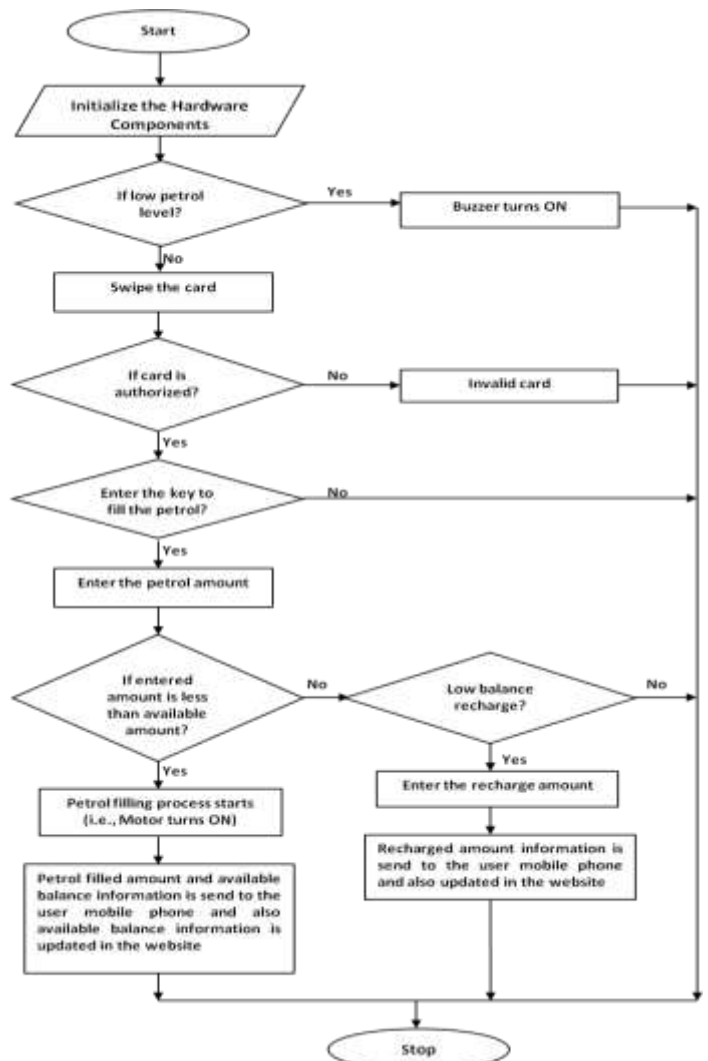 Start
Initialize the Hardware
Components
If low petrol
level?
Yes
Buzzer turns ON
No
Swipe the card
If card is
authorized?
No
Invalid card
Yes
Enter the key to
fill the petrol?
No
Yes
Enter the petrol amount
If entered
amount is less
than available
amount?
No
Low balance
recharge?
No
Yes
Yes
Petrol filling process starts
(i.e., Motor turns ON)
Enter the recharge amount
Recharged amount information is
send to the user mobile phone
and also updated in the website
Petrol filled amount and available
balance information is send to the
user mobile phone and also
available balance information is
updated in the website
Stop